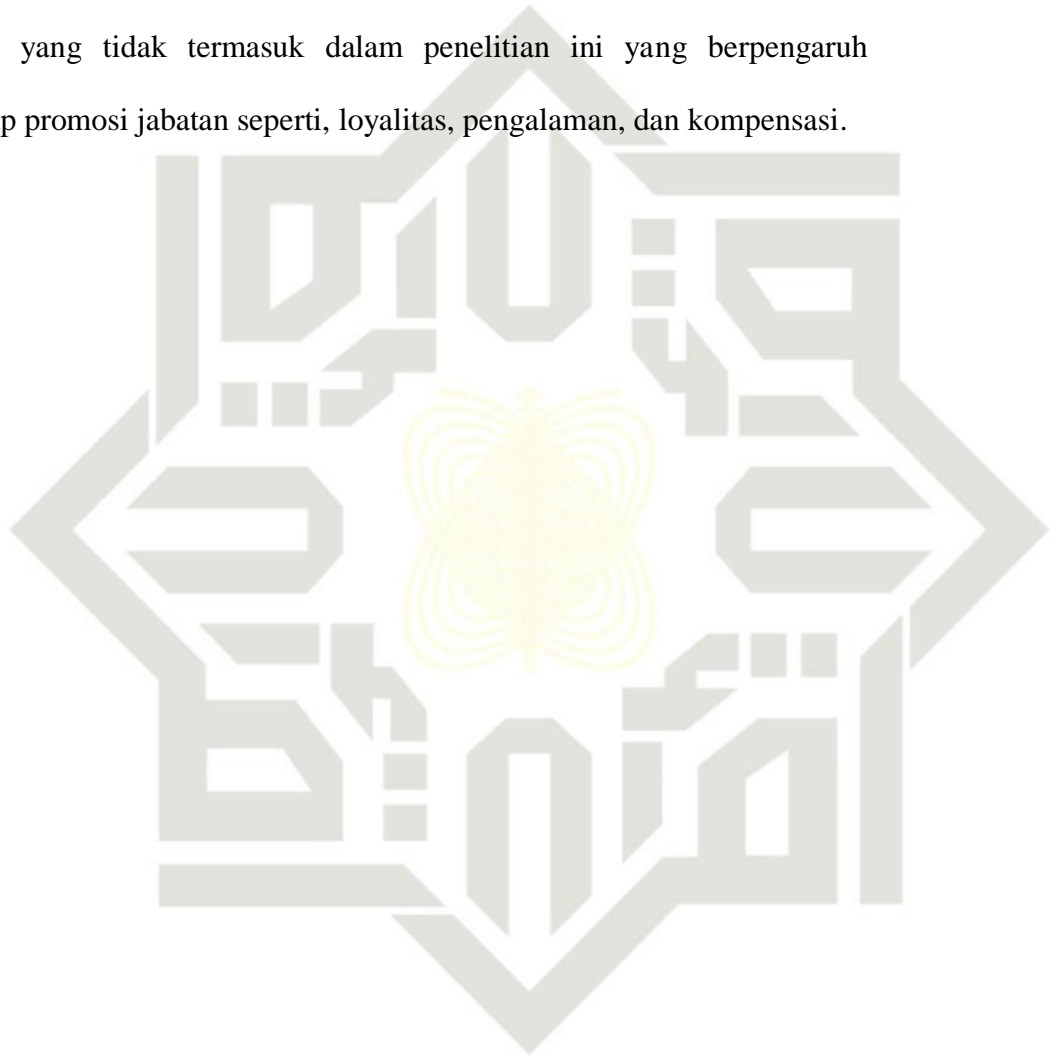 yang tidak termasuk dalam penelitian ini yang berpengaruh
p promosi jabatan seperti, loyalitas, pengalaman, dan kompensasi.